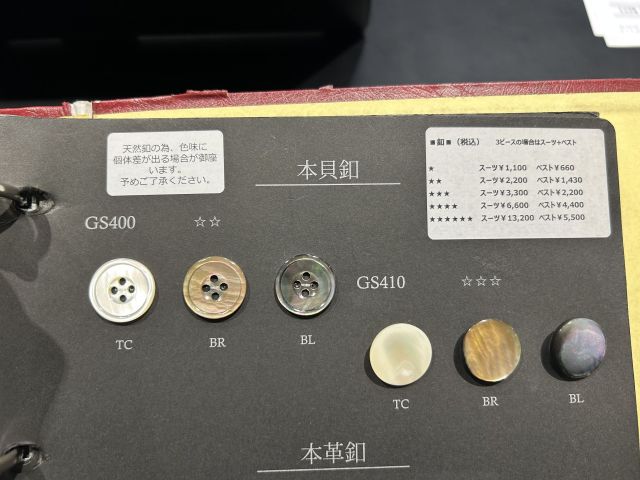 天然釦の為、色味に
個体差が出る場合が御座
います。
予めご了承ください。
本貝釦
■釦■(税込) 3ピースの場合はスーツ+ベスト
★ スーツ¥1,100 ベスト¥660
★★ スーツ¥2,200 ベスト¥1,430
★★★ スーツ¥3,300 ベスト¥2,200
★★★★ スーツ¥6,600 ベスト¥4,400
★★★★★★ スーツ¥13,200 ベスト¥5,500
GS400 ☆☆
TC BR BL
GS410 ☆☆☆
TC BR BL
本革釦